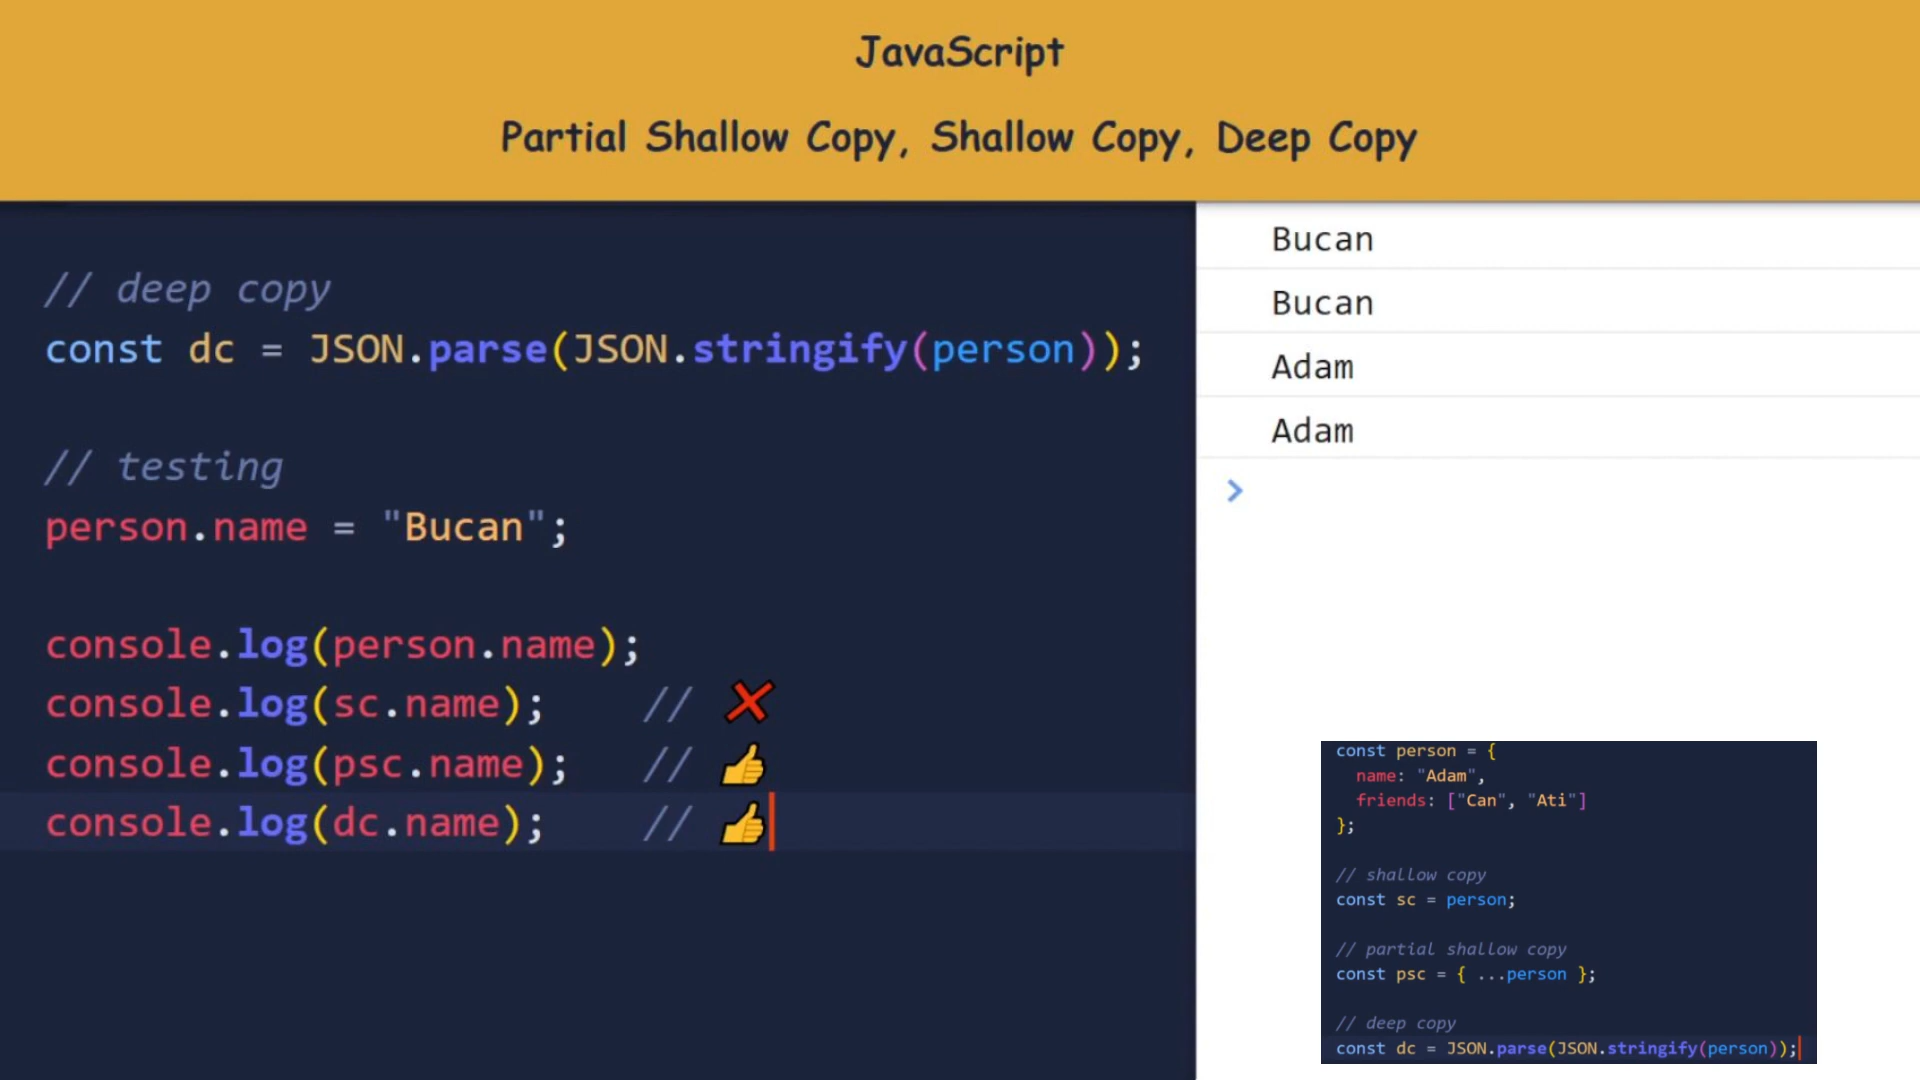 JavaScript
Partial Shallow Copy, Shallow Copy, Deep Copy
// deep copy
const dc = JSON.parse(JSON.stringify(person));
// testing
person.name = "Bucan";
console.log(person.name);
console.log(sc.name); // ❌
console.log(psc.name); // 👍
console.log(dc.name); // 👍
Bucan
Bucan
Adam
Adam
>
const person = {
name: "Adam",
friends: ["Can", "Ati"]
};
// shallow copy
const sc = person;
// partial shallow copy
const psc = { ...person };
// deep copy
const dc = JSON.parse(JSON.stringify(person));